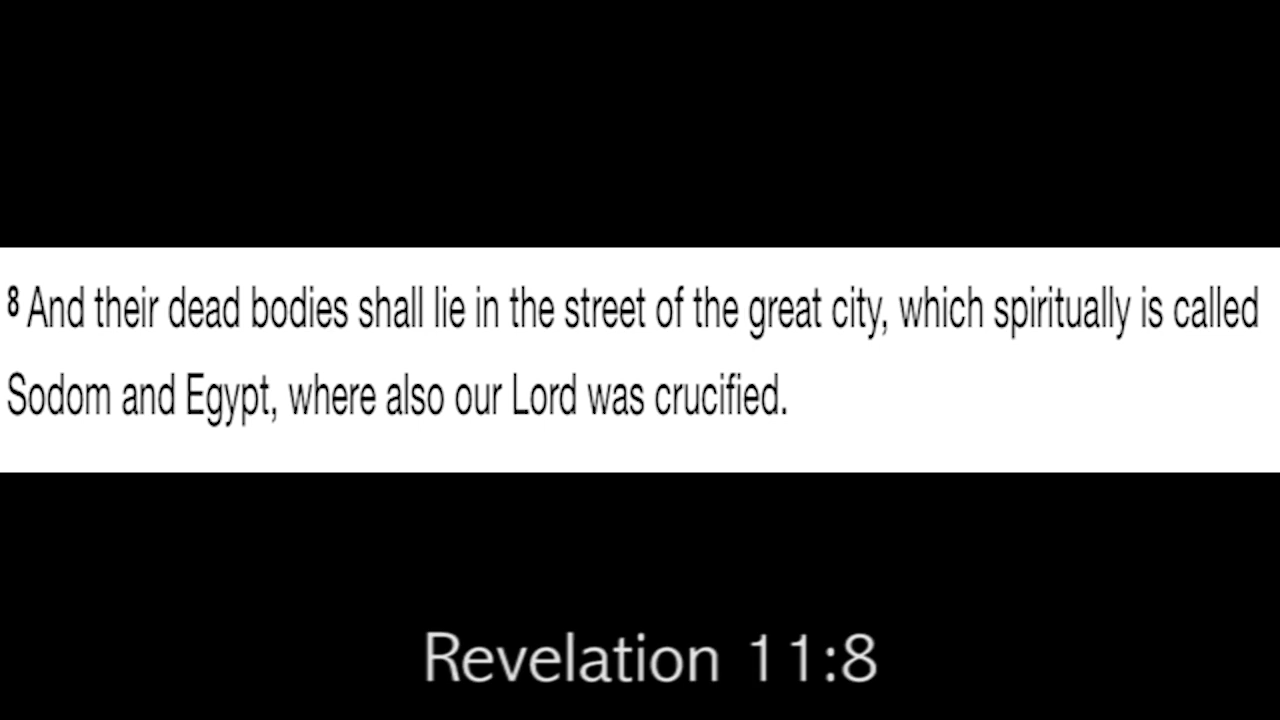 8 And their dead bodies shall lie in the street of the great city, which spiritually is called
Sodom and Egypt, where also our Lord was crucified.
Revelation 11:8